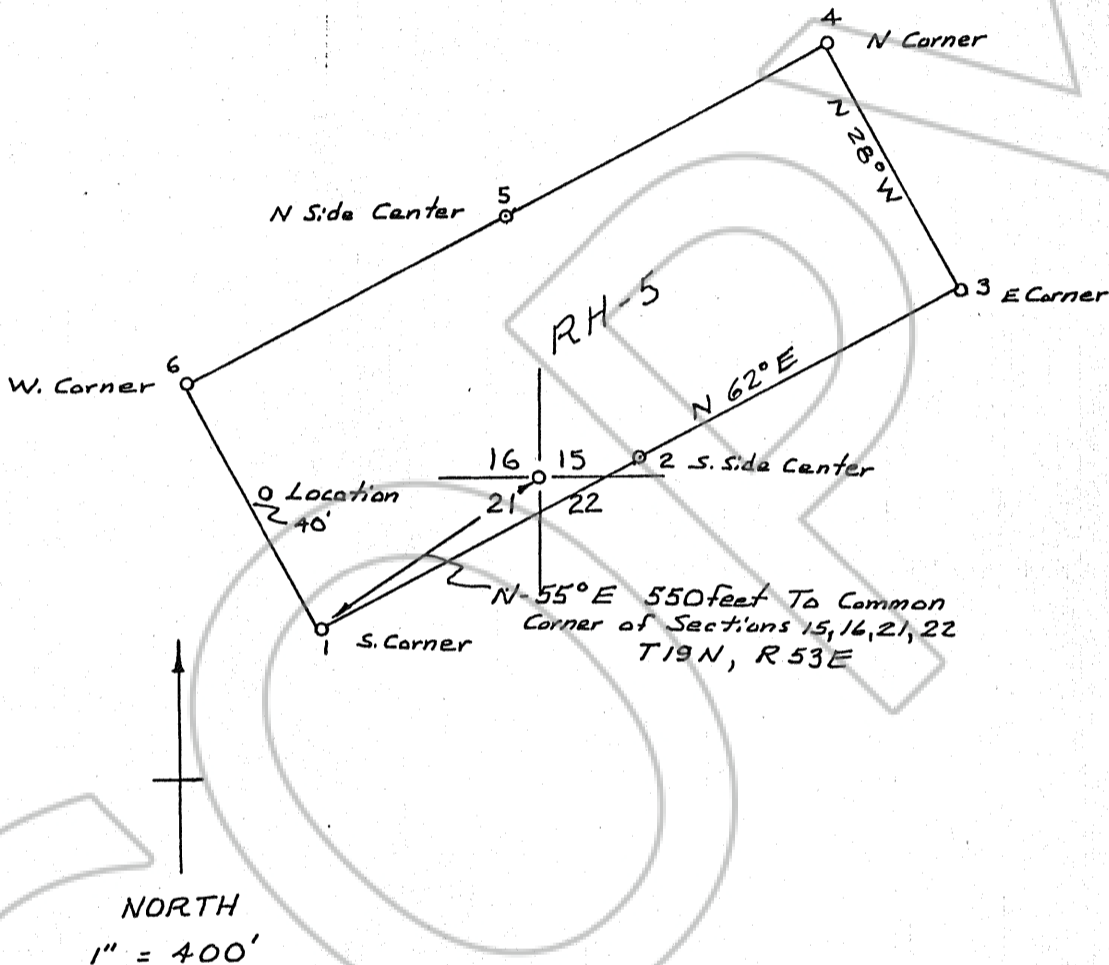 4
N Corner
N 28° W
5
N Side Center
3 E Corner
RH-5
6
W. Corner
N 62° E
16 15
2 S. Side Center
21 22
Location
40'
N-55° E 550 feet To Common
Corner of Sections 15, 16, 21, 22
T19N, R 53E
1 S. Corner
NORTH
1" = 400'
COPY